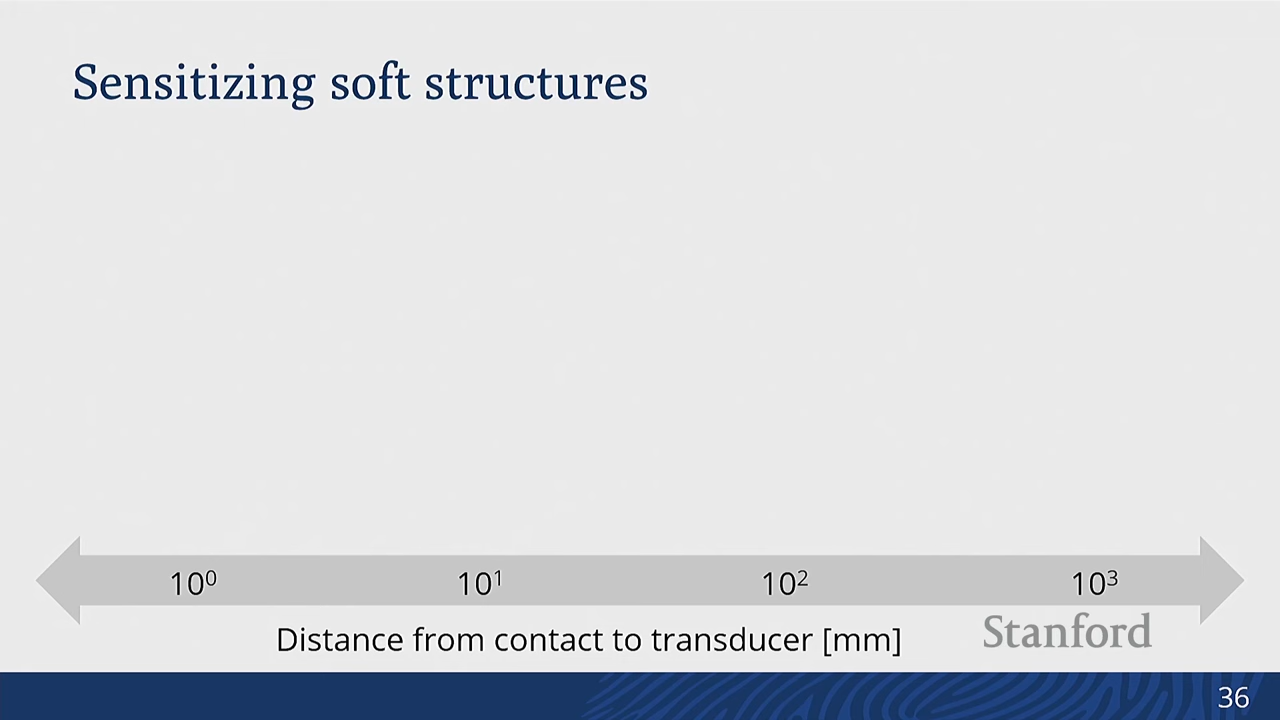 Sensitizing soft structures
10⁰ 10¹ 10² 10³
Distance from contact to transducer [mm]
Stanford
36